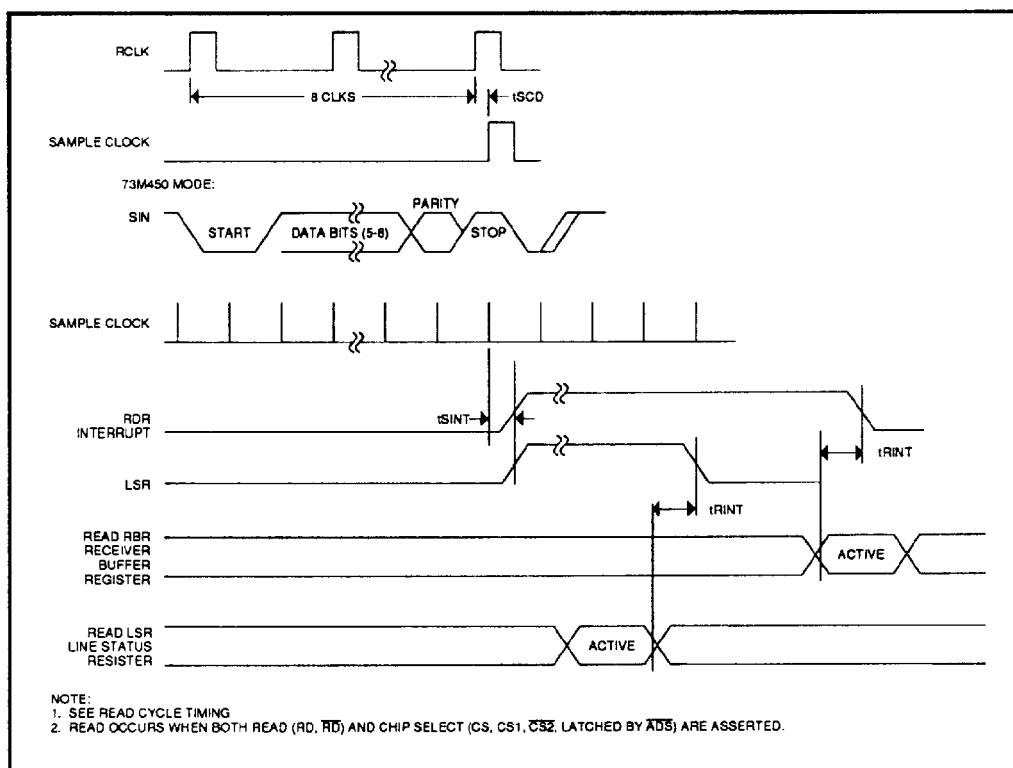 RCLK
8 CLKS
tSCD
SAMPLE CLOCK
73M450 MODE:
SIN
START
DATA BITS (5-8)
PARITY
STOP
SAMPLE CLOCK
RDR
INTERRUPT
tSINT
tRINT
LSR
tRINT
READ RBR
RECEIVER
BUFFER
REGISTER
ACTIVE
READ LSR
LINE STATUS
RESISTER
ACTIVE
NOTE:
1. SEE READ CYCLE TIMING
2. READ OCCURS WHEN BOTH READ (RD, R̅D̅) AND CHIP SELECT (CS, CS1, C̅S̅2̅, LATCHED BY A̅D̅S̅) ARE ASSERTED.